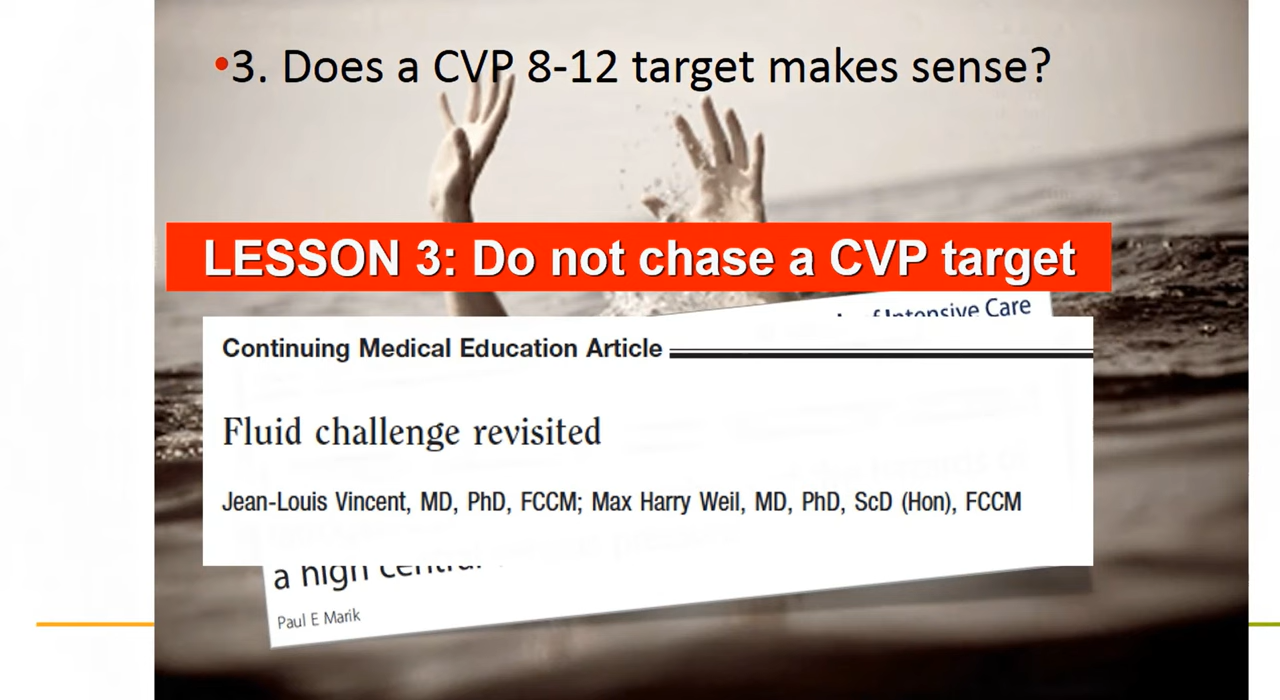 •3. Does a CVP 8-12 target makes sense?
LESSON 3: Do not chase a CVP target
Intensive Care
Continuing Medical Education Article
Fluid challenge revisited
Jean-Louis Vincent, MD, PhD, FCCM; Max Harry Weil, MD, PhD, ScD (Hon), FCCM
a high
Paul E Marik